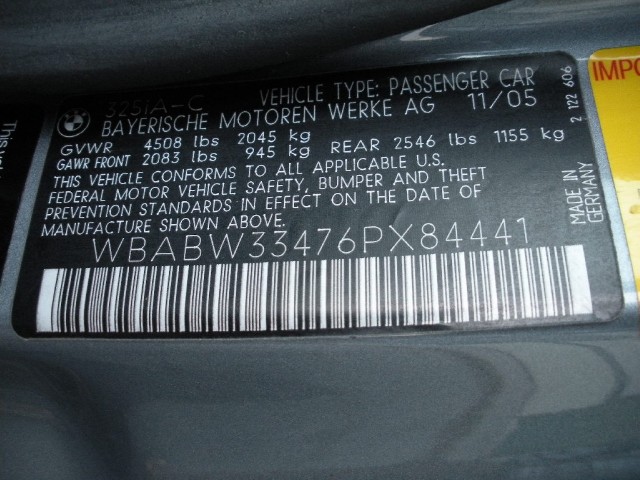 BMW
325iA-C VEHICLE TYPE: PASSENGER CAR
BAYERISCHE MOTOREN WERKE AG 11/05
GVWR 4508 lbs 2045 kg
GAWR FRONT 2083 lbs 945 kg REAR 2546 lbs 1155 kg
THIS VEHICLE CONFORMS TO ALL APPLICABLE U.S.
FEDERAL MOTOR VEHICLE SAFETY, BUMPER AND THEFT
PREVENTION STANDARDS IN EFFECT ON THE DATE OF
MANUFACTURE SHOWN ABOVE.
WBABW33476PX84441
2 122 606
MADE IN
GERMANY